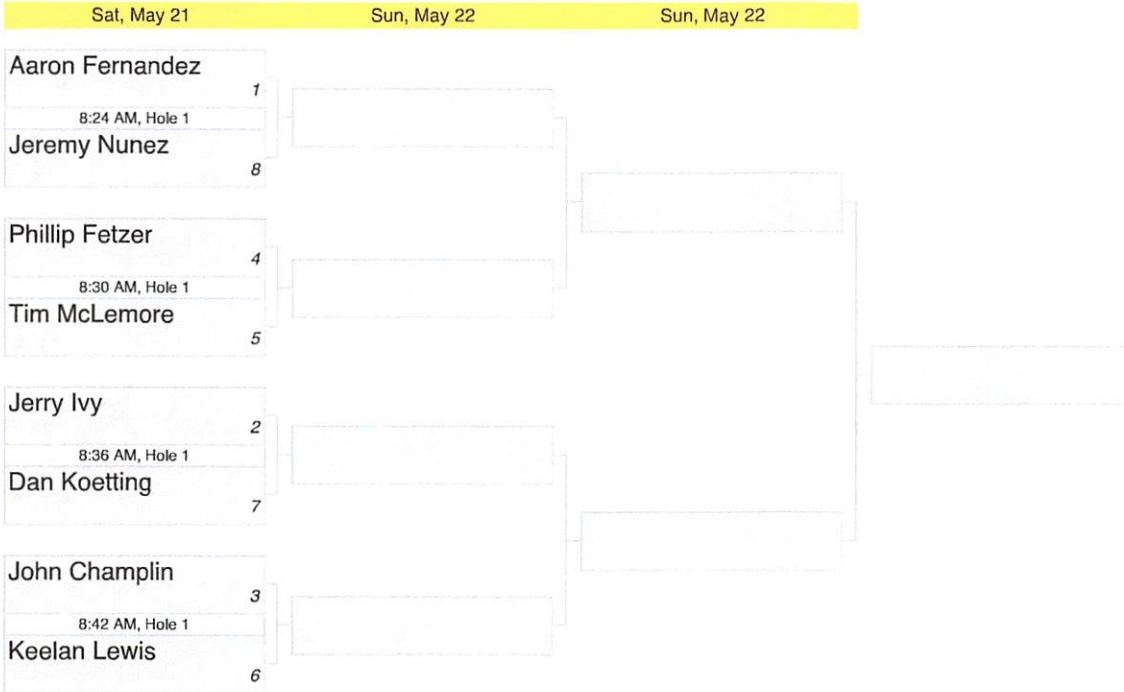 Sat, May 21 Sun, May 22 Sun, May 22
Aaron Fernandez
1
8:24 AM, Hole 1
Jeremy Nunez
8
Phillip Fetzer
4
8:30 AM, Hole 1
Tim McLemore
5
Jerry Ivy
2
8:36 AM, Hole 1
Dan Koetting
7
John Champlin
3
8:42 AM, Hole 1
Keelan Lewis
6